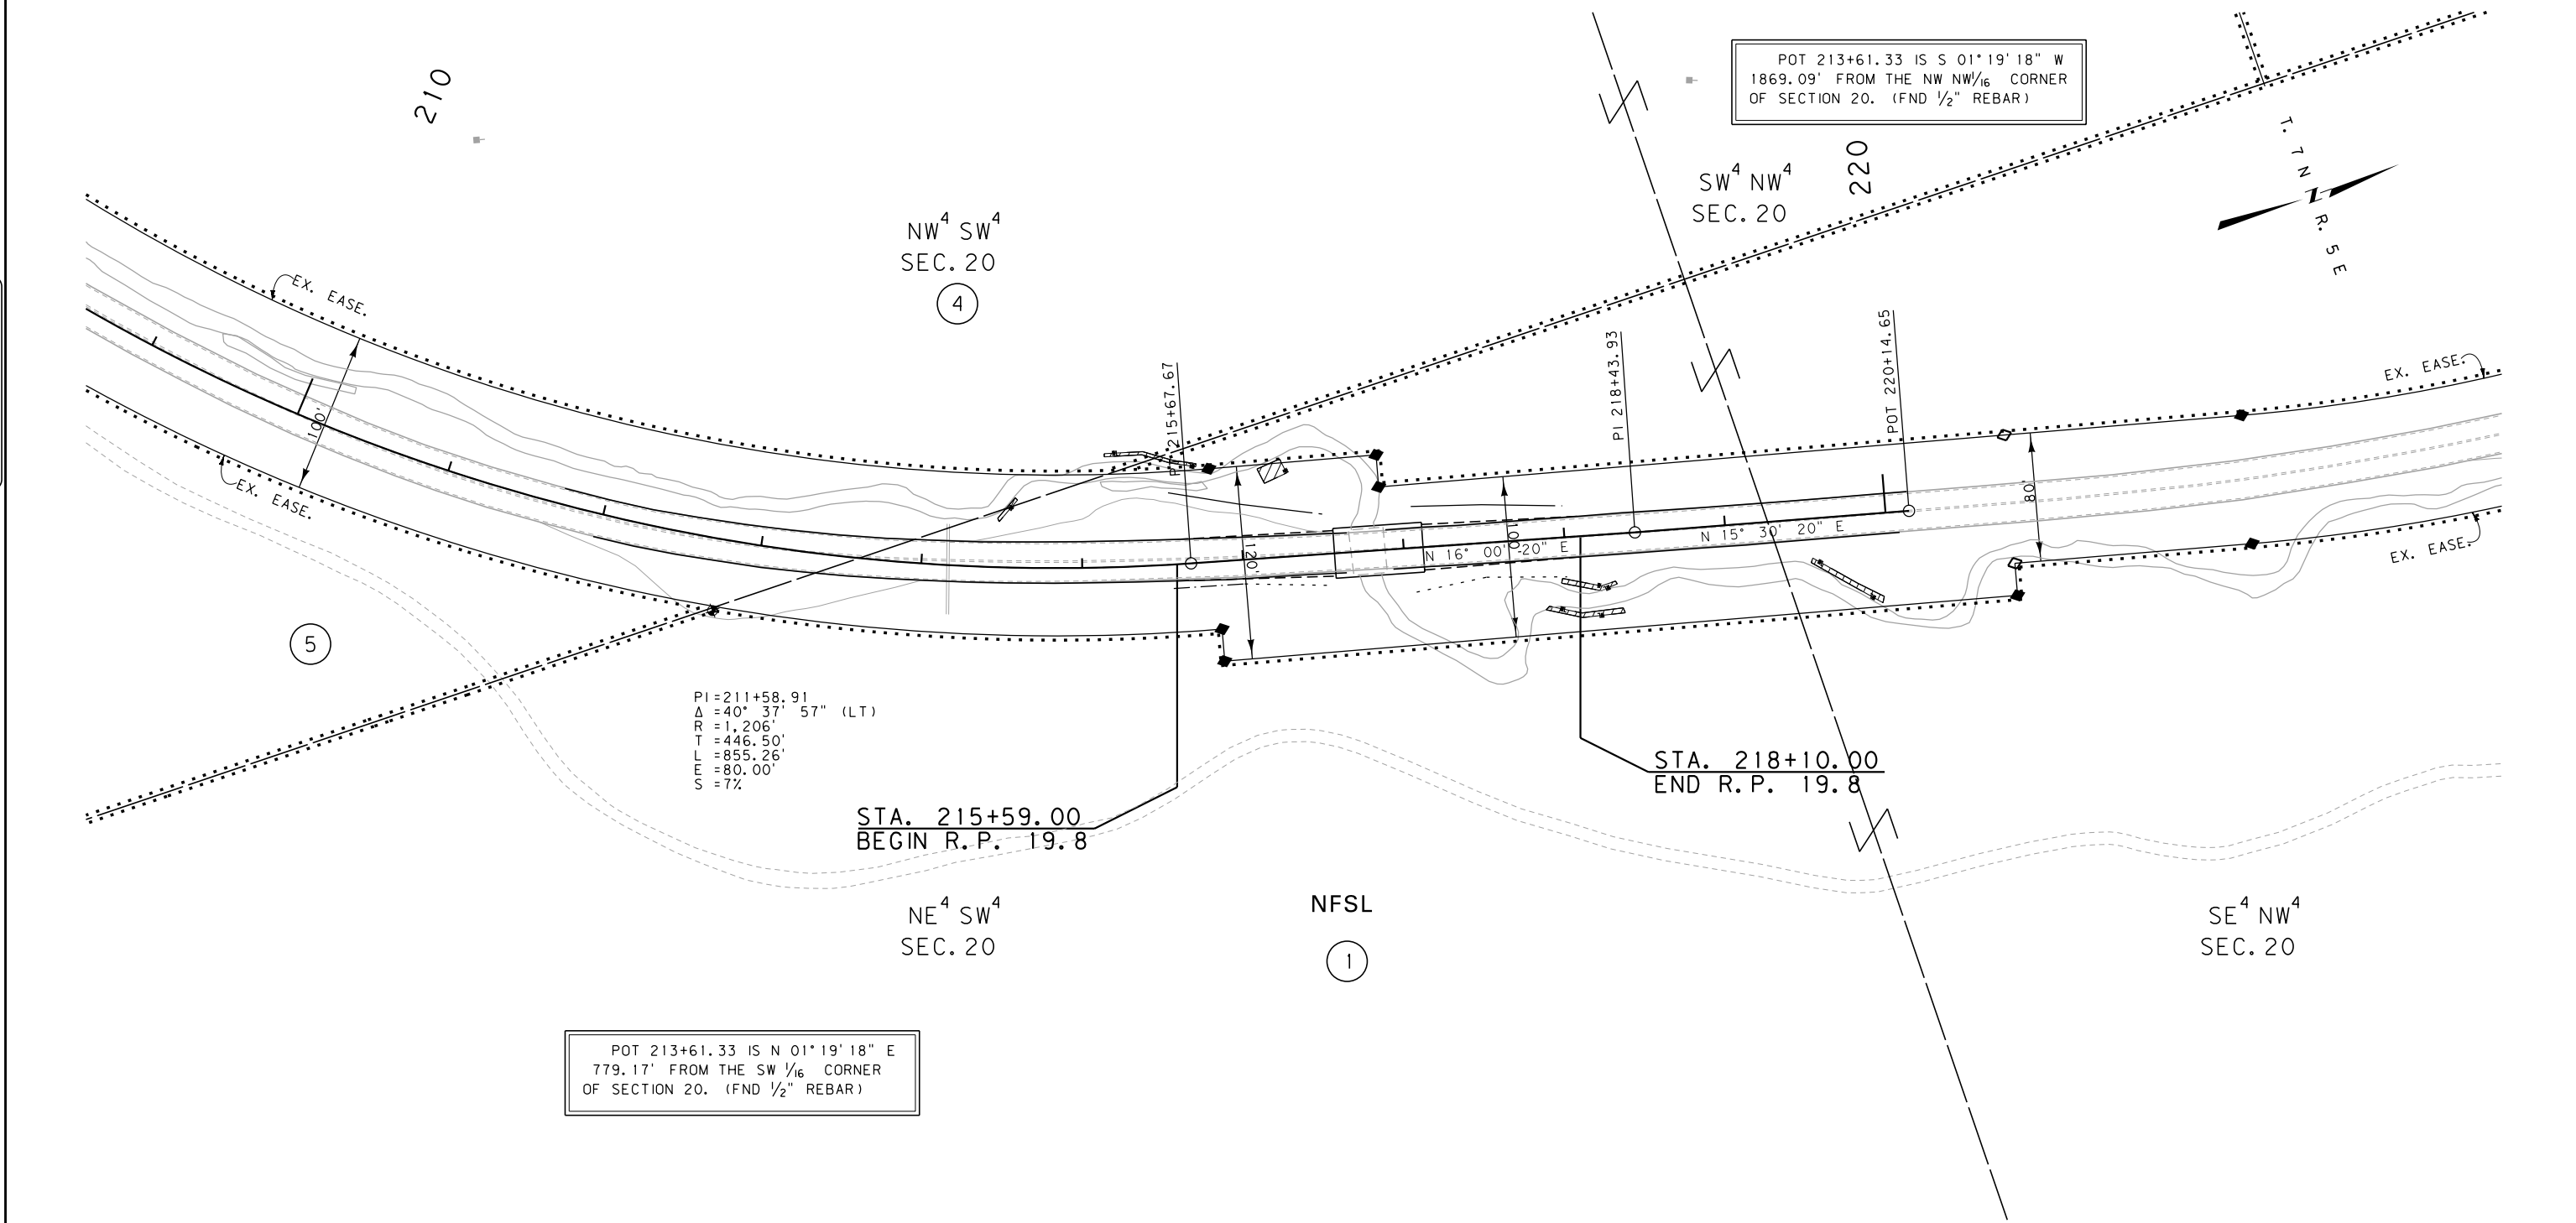 210
POT 213+61.33 IS S 01°19'18" W
1869.09' FROM THE NW NW 1/16 CORNER
OF SECTION 20. (FND 1/2" REBAR)
T. 7 N
R. 5 E
N
220
SW4 NW4
SEC. 20
NW4 SW4
SEC. 20
4
EX. EASE.
100'
EX. EASE.
215+67.67
PI 218+43.93
POT 220+14.65
EX. EASE.
80'
EX. EASE.
120'
100'
N 16° 00' 20" E
N 15° 30' 20" E
5
PI=211+58.91
Δ =40° 37' 57" (LT)
R =1,206'
T =446.50'
L =855.26'
E =80.00'
S =7%
STA. 215+59.00
BEGIN R.P. 19.8
STA. 218+10.00
END R.P. 19.8
NE4 SW4
SEC. 20
NFSL
1
SE4 NW4
SEC. 20
POT 213+61.33 IS N 01°19'18" E
779.17' FROM THE SW 1/16 CORNER
OF SECTION 20. (FND 1/2" REBAR)